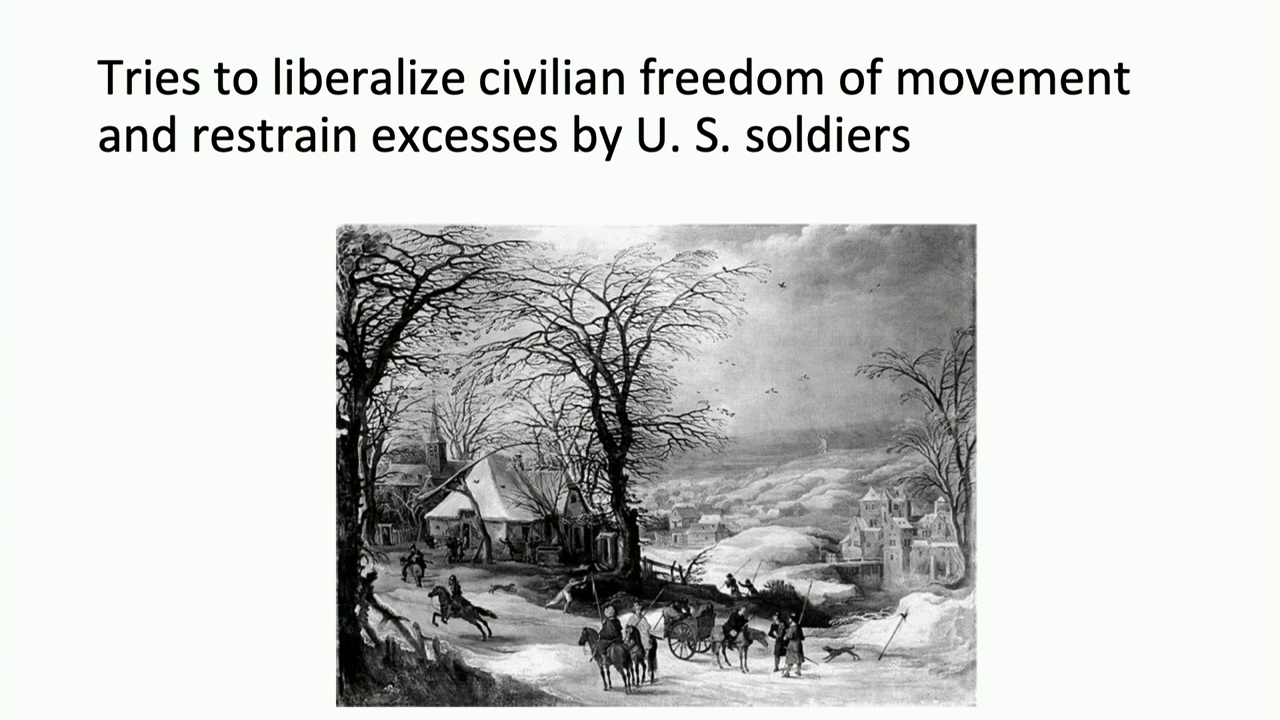 Tries to liberalize civilian freedom of movement
and restrain excesses by U. S. soldiers